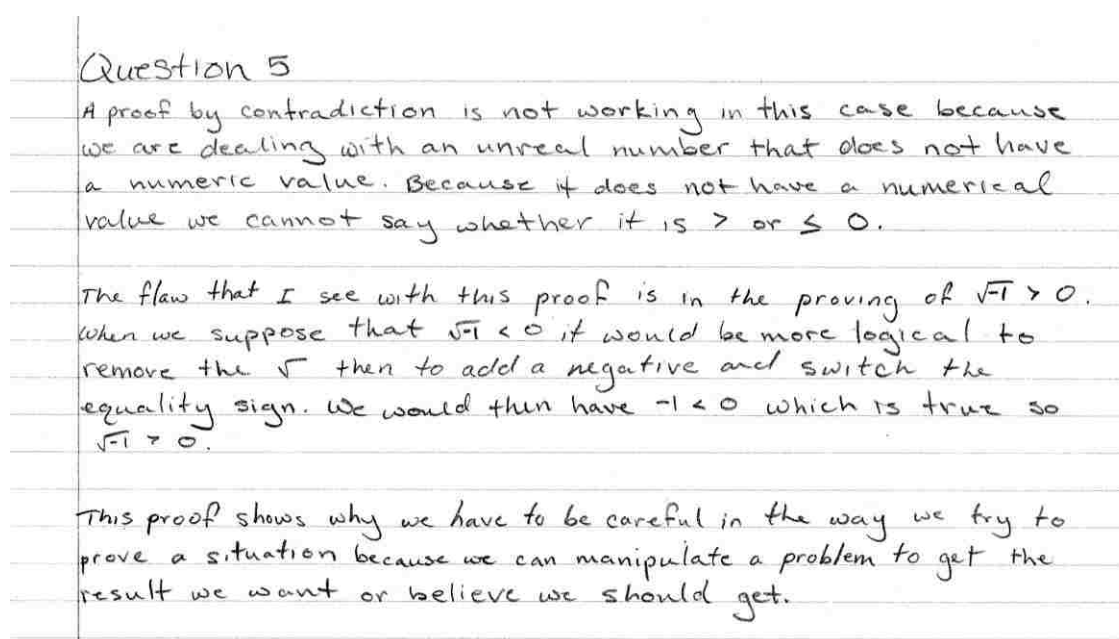 Question 5
A proof by contradiction is not working in this case because
we are dealing with an unreal number that does not have
a numeric value. Because it does not have a numerical
value we cannot say whether it is > or ≤ 0.
The flaw that I see with this proof is in the proving of √-1 > 0.
When we suppose that √-1 < 0 it would be more logical to
remove the √ then to add a negative and switch the
equality sign. We would then have -1 < 0 which is true so
√-1 > 0.
This proof shows why we have to be careful in the way we try to
prove a situation because we can manipulate a problem to get the
result we want or believe we should get.